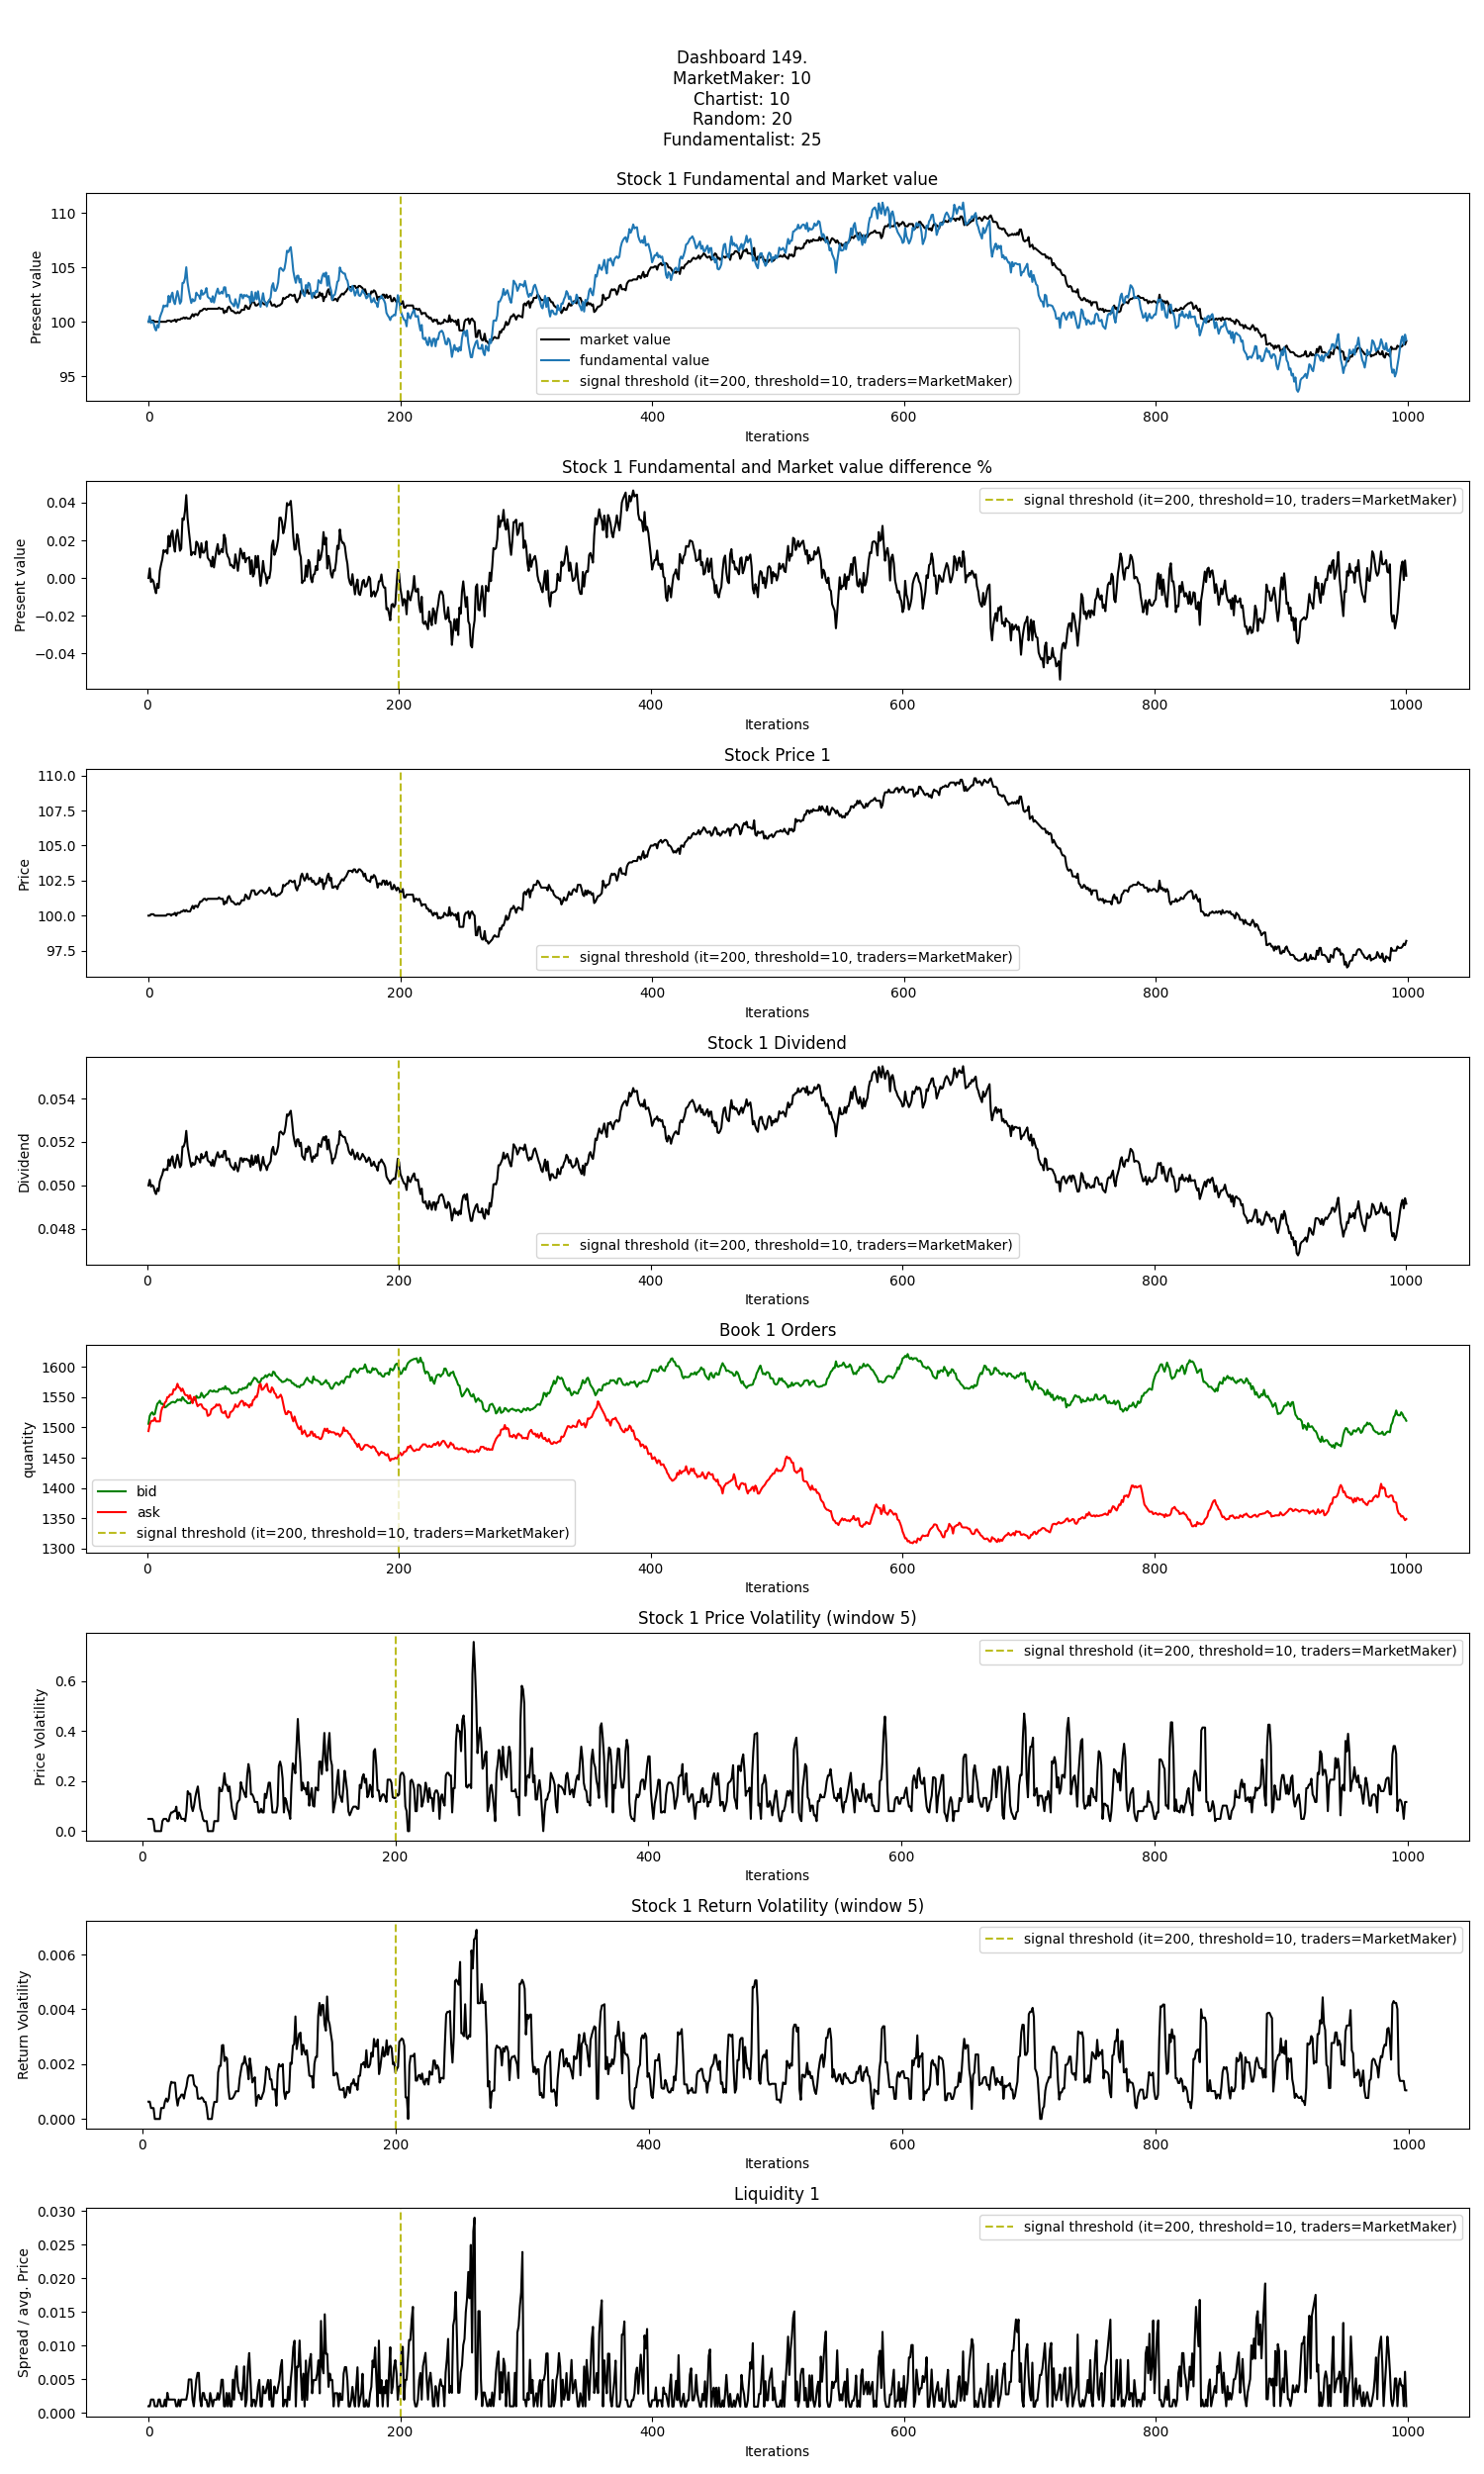 Dashboard 149.
MarketMaker: 10
Chartist: 10
Random: 20
Fundamentalist: 25
Stock 1 Fundamental and Market value
Present value
110
105
100
95
market value
fundamental value
signal threshold (it=200, threshold=10, traders=MarketMaker)
0 200 400 600 800 1000
Iterations
Stock 1 Fundamental and Market value difference %
Present value
0.04
0.02
0.00
−0.02
−0.04
signal threshold (it=200, threshold=10, traders=MarketMaker)
0 200 400 600 800 1000
Iterations
Stock Price 1
Price
110.0
107.5
105.0
102.5
100.0
97.5
signal threshold (it=200, threshold=10, traders=MarketMaker)
0 200 400 600 800 1000
Iterations
Stock 1 Dividend
Dividend
0.054
0.052
0.050
0.048
signal threshold (it=200, threshold=10, traders=MarketMaker)
0 200 400 600 800 1000
Iterations
Book 1 Orders
quantity
1600
1550
1500
1450
1400
1350
1300
bid
ask
signal threshold (it=200, threshold=10, traders=MarketMaker)
0 200 400 600 800 1000
Iterations
Stock 1 Price Volatility (window 5)
Price Volatility
0.6
0.4
0.2
0.0
signal threshold (it=200, threshold=10, traders=MarketMaker)
0 200 400 600 800 1000
Iterations
Stock 1 Return Volatility (window 5)
Return Volatility
0.006
0.004
0.002
0.000
signal threshold (it=200, threshold=10, traders=MarketMaker)
0 200 400 600 800 1000
Iterations
Liquidity 1
Spread / avg. Price
0.030
0.025
0.020
0.015
0.010
0.005
0.000
signal threshold (it=200, threshold=10, traders=MarketMaker)
0 200 400 600 800 1000
Iterations